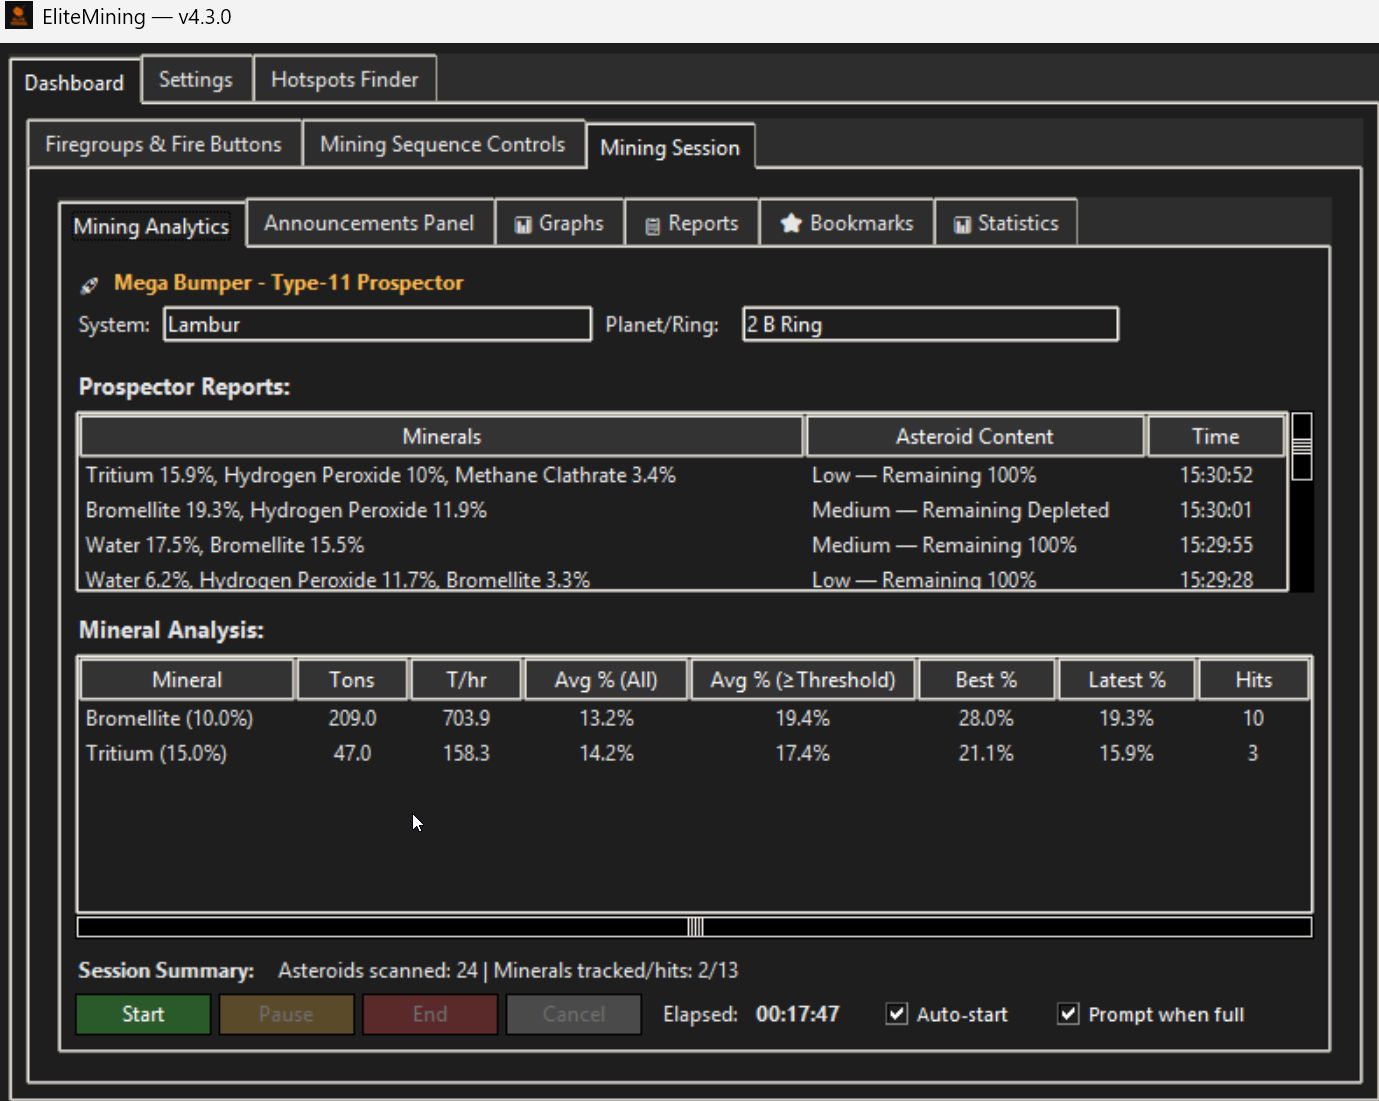 EliteMining — v4.3.0
Dashboard Settings Hotspots Finder
Firegroups & Fire Buttons Mining Sequence Controls Mining Session
Mining Analytics Announcements Panel Graphs Reports Bookmarks Statistics
Mega Bumper - Type-11 Prospector
System: Lambur Planet/Ring: 2 B Ring
Prospector Reports:
Minerals Asteroid Content Time
Tritium 15.9%, Hydrogen Peroxide 10%, Methane Clathrate 3.4% Low — Remaining 100% 15:30:52
Bromellite 19.3%, Hydrogen Peroxide 11.9% Medium — Remaining Depleted 15:30:01
Water 17.5%, Bromellite 15.5% Medium — Remaining 100% 15:29:55
Water 6.2%, Hydrogen Peroxide 11.7%, Bromellite 3.3% Low — Remaining 100% 15:29:28
Mineral Analysis:
Mineral Tons T/hr Avg % (All) Avg % (≥Threshold) Best % Latest % Hits
Bromellite (10.0%) 209.0 703.9 13.2% 19.4% 28.0% 19.3% 10
Tritium (15.0%) 47.0 158.3 14.2% 17.4% 21.1% 15.9% 3
Session Summary: Asteroids scanned: 24 | Minerals tracked/hits: 2/13
Start Pause End Cancel Elapsed: 00:17:47 Auto-start Prompt when full